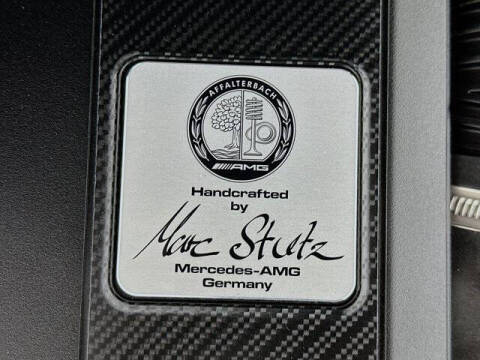 AFFALTERBACH
AMG
Handcrafted
by
Marc Stutz
Mercedes-AMG
Germany